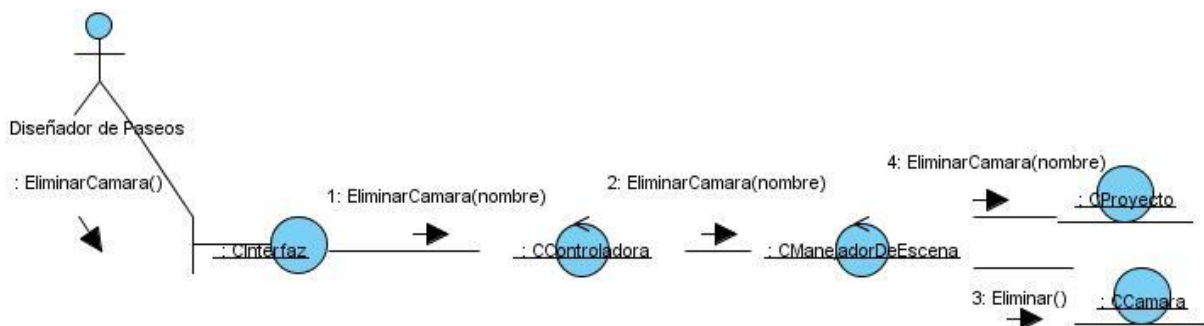 Diseñador de Paseos
: EliminarCamara()
1: EliminarCamara(nombre)
2: EliminarCamara(nombre)
4: EliminarCamara(nombre)
: CInterfaz
: CControladora
: CManejadorDeEscena
: CProyecto
3: Eliminar()
: CCamara